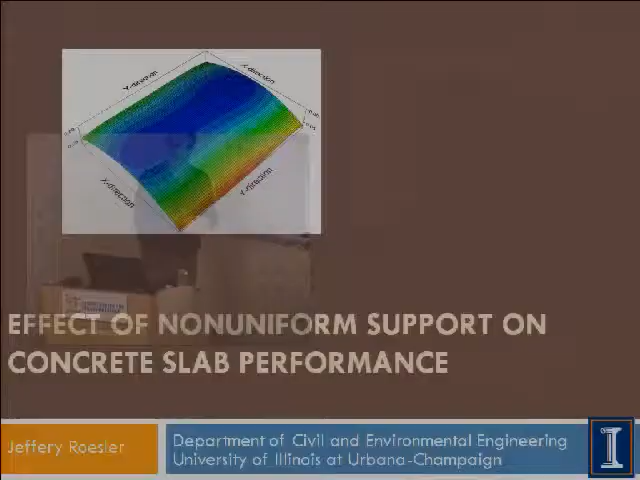 Y-direction
X-direction
X-direction
Y-direction
EFFECT OF NONUNIFORM SUPPORT ON
CONCRETE SLAB PERFORMANCE
Jeffery Roesler
Department of Civil and Environmental Engineering
University of Illinois at Urbana-Champaign
I